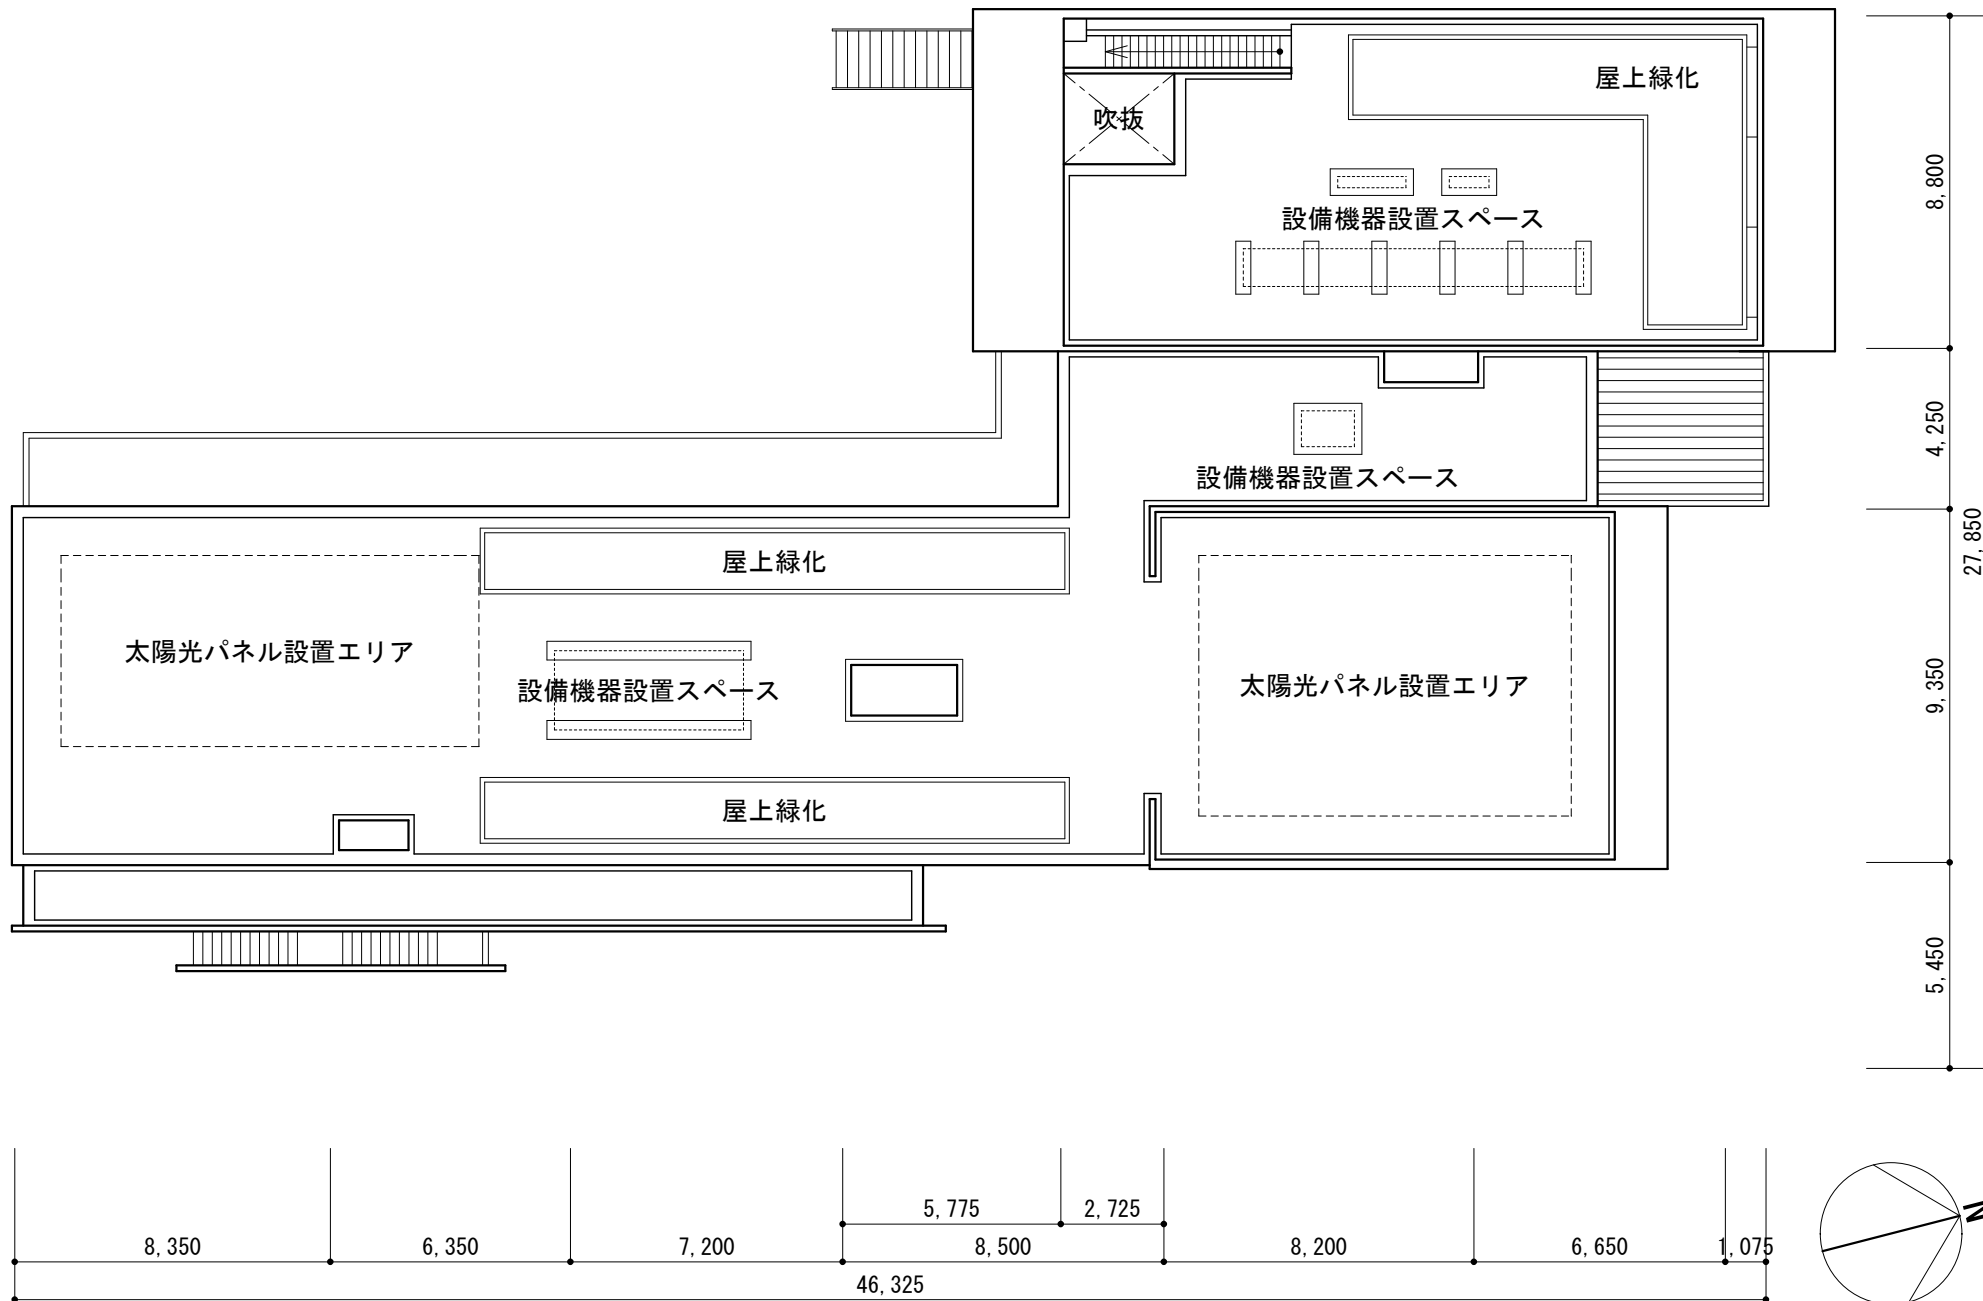 屋上緑化
吹抜
設備機器設置スペース
8,800
4,250
設備機器設置スペース
27,850
屋上緑化
太陽光パネル設置エリア
設備機器設置スペース
太陽光パネル設置エリア
9,350
屋上緑化
5,450
5,775
2,725
8,350
6,350
7,200
8,500
8,200
6,650
1,075
46,325
N